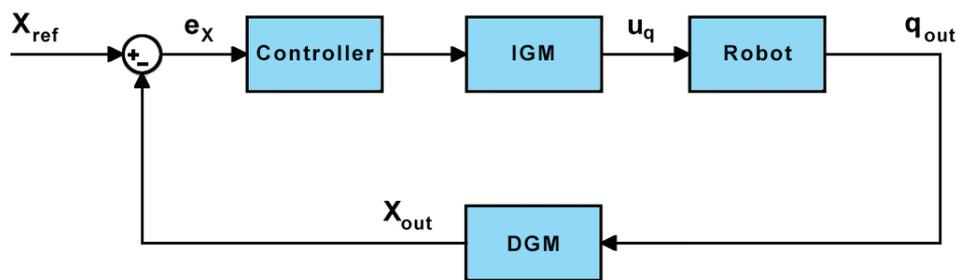 X_ref
e_X
u_q
q_out
+
-
Controller
IGM
Robot
X_out
DGM